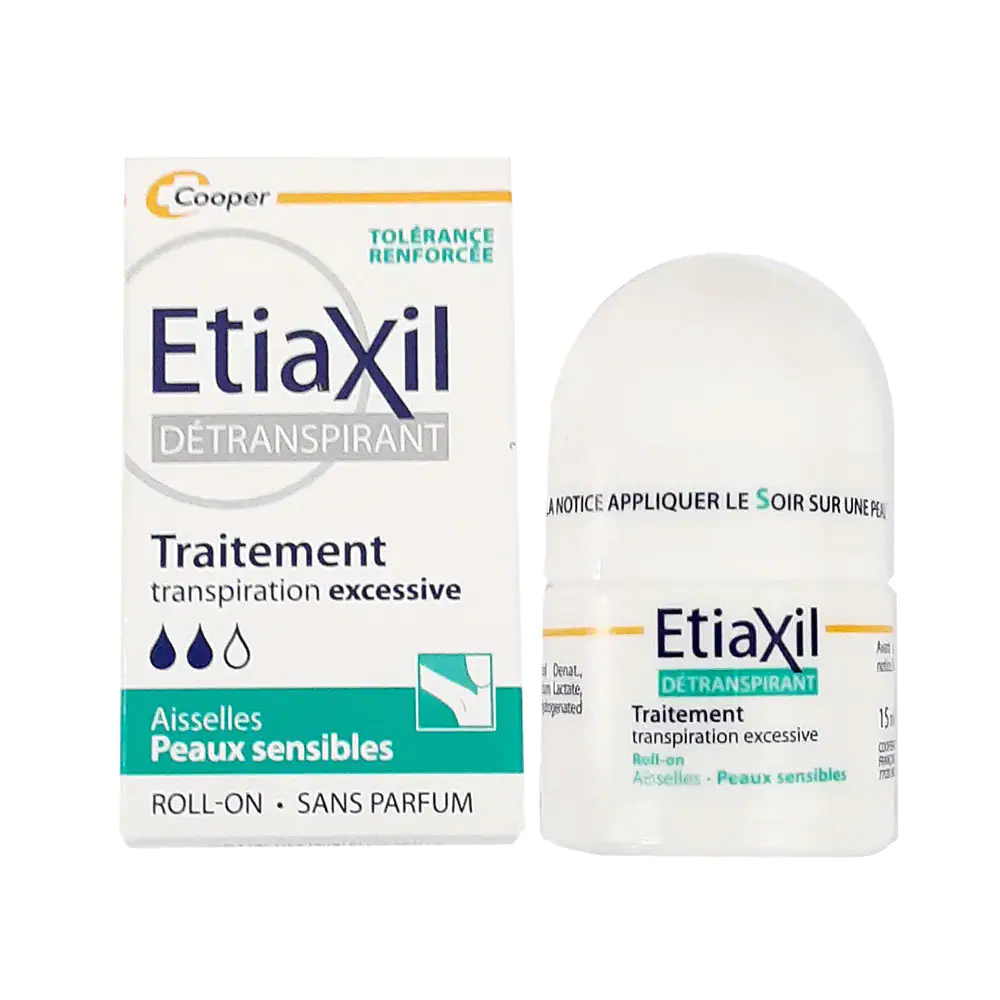 Cooper
TOLÉRANCE
RENFORCÉE
EtiaXil
DÉTRANSPIRANT
Traitement
transpiration excessive
Aisselles
Peaux sensibles
ROLL-ON • SANS PARFUM
LA NOTICE APPLIQUER LE SOIR SUR UNE
EtiaXil
DÉTRANSPIRANT
Traitement
transpiration excessive
Roll-on
Aisselles • Peaux sensibles
Denat.,
Lactate,
15